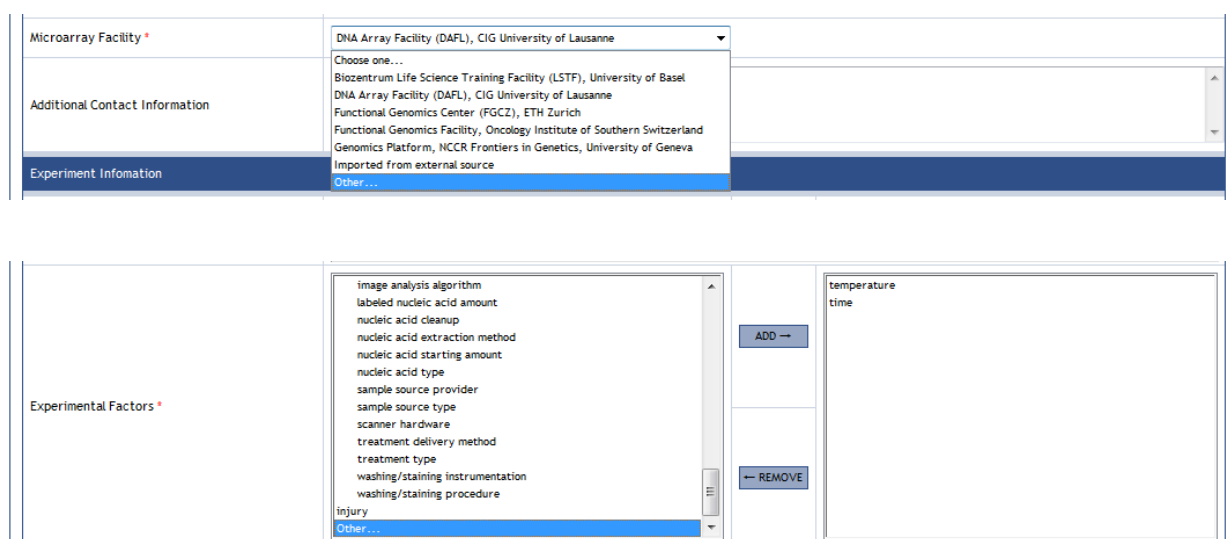 Microarray Facility *
DNA Array Facility (DAFL), CIG University of Lausanne
Choose one...
Biozentrum Life Science Training Facility (LSTF), University of Basel
DNA Array Facility (DAFL), CIG University of Lausanne
Functional Genomics Center (FGCZ), ETH Zurich
Functional Genomics Facility, Oncology Institute of Southern Switzerland
Genomics Platform, NCCR Frontiers in Genetics, University of Geneva
Imported from external source
Other...
Additional Contact Information
Experiment Infomation
Experimental Factors *
image analysis algorithm
labeled nucleic acid amount
nucleic acid cleanup
nucleic acid extraction method
nucleic acid starting amount
nucleic acid type
sample source provider
sample source type
scanner hardware
treatment delivery method
treatment type
washing/staining instrumentation
washing/staining procedure
injury
Other...
ADD →
← REMOVE
temperature
time